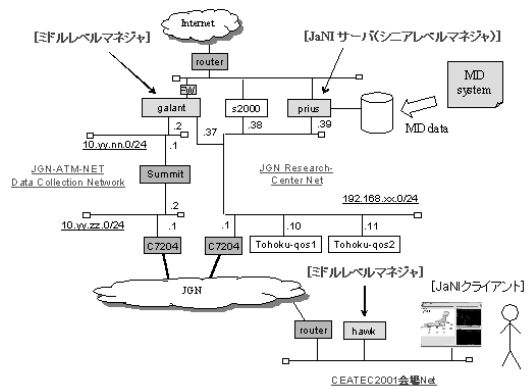 Internet
[ミドルレベルマネジャ]
[JaNI サーバ(シニアレベルマネジャ)]
router
MD
system
FW
galant
s2000
prius
MD data
.2
.37
.38
.39
10.yy.nn.0/24
.1
JGN-ATM-NET
Data Collection Network
Summit
JGN Research-
Center Net
192.168.xx.0/24
.2
10.yy.zz.0/24
.1
.1
.10
.11
C7204
C7204
Tohoku-qos1
Tohoku-qos2
JGN
[ミドルレベルマネジャ]
[JaNIクライアント]
router
hawk
CEATEC2001会場Net